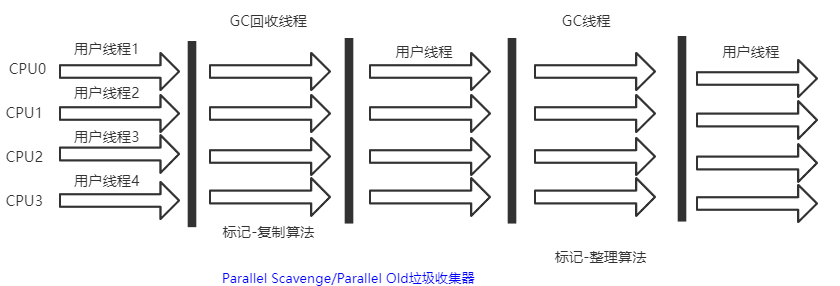 GC回收线程
GC线程
用户线程1
用户线程
用户线程
CPU0
用户线程2
CPU1
用户线程3
CPU2
用户线程4
CPU3
标记-复制算法
标记-整理算法
Parallel Scavenge/Parallel Old垃圾收集器